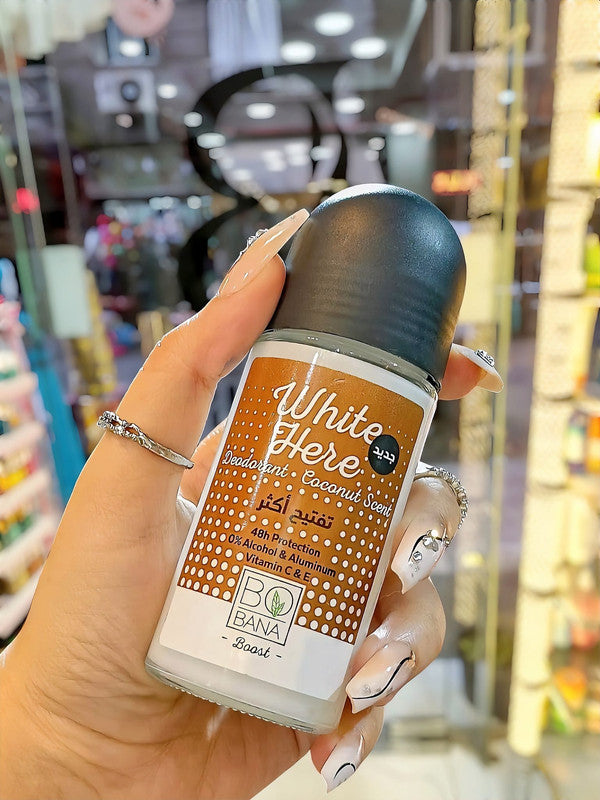 White
Here
جديد
Deodorant - Coconut Scent
تفتيح أكثر
48h Protection
0% Alcohol & Aluminum
Vitamin C & E
BO
BANA
- Boost -